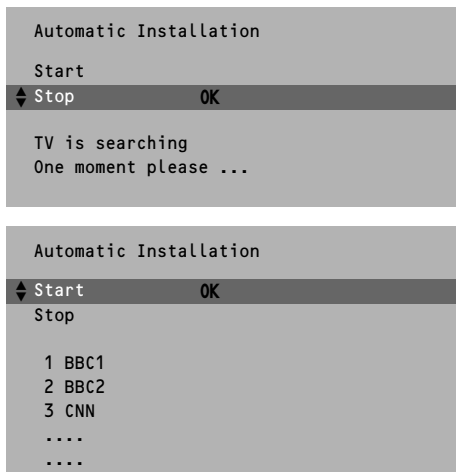 Automatic Installation
Start
Stop OK
TV is searching
One moment please ...
Automatic Installation
Start OK
Stop
1 BBC1
2 BBC2
3 CNN
....
....